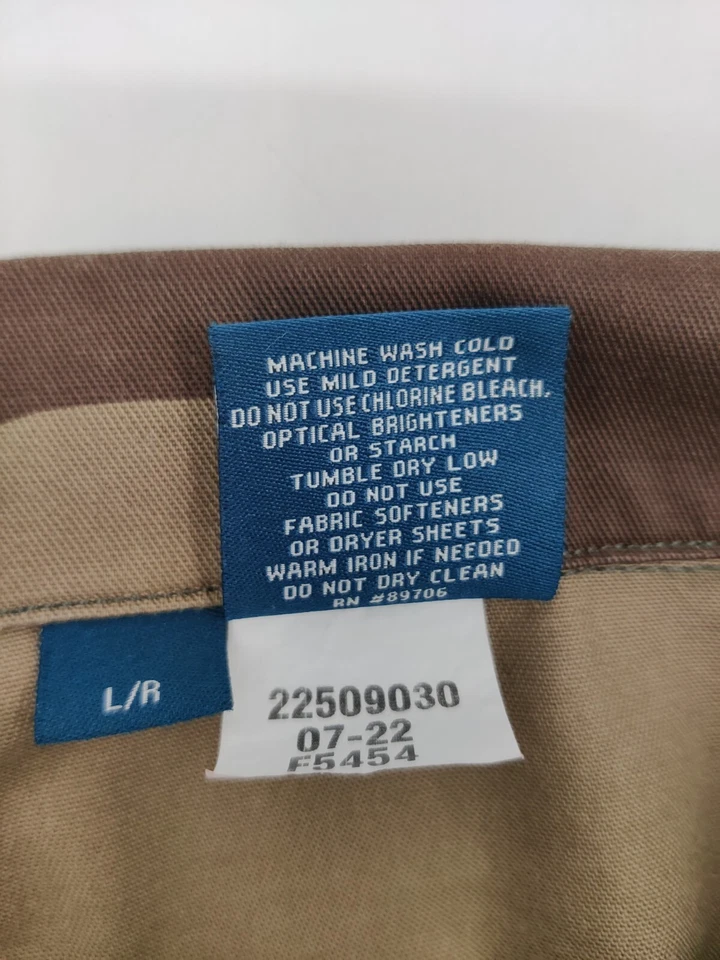 MACHINE WASH COLD
USE MILD DETERGENT
DO NOT USE CHLORINE BLEACH,
OPTICAL BRIGHTENERS
OR STARCH
TUMBLE DRY LOW
DO NOT USE
FABRIC SOFTENERS
OR DRYER SHEETS
WARM IRON IF NEEDED
DO NOT DRY CLEAN
RN #89706
L/R
22509030
07-22
F5454